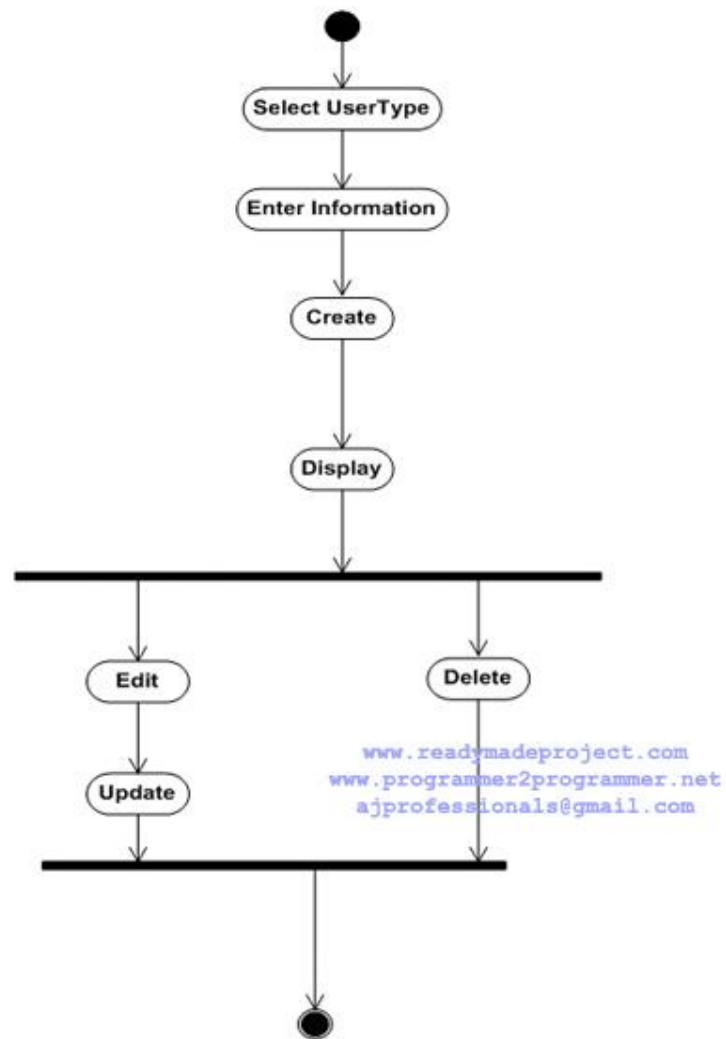 Select UserType
Enter Information
Create
Display
Edit
Delete
Update
www.readymadeproject.com
www.programmer2programmer.net
ajprofessionals@gmail.com